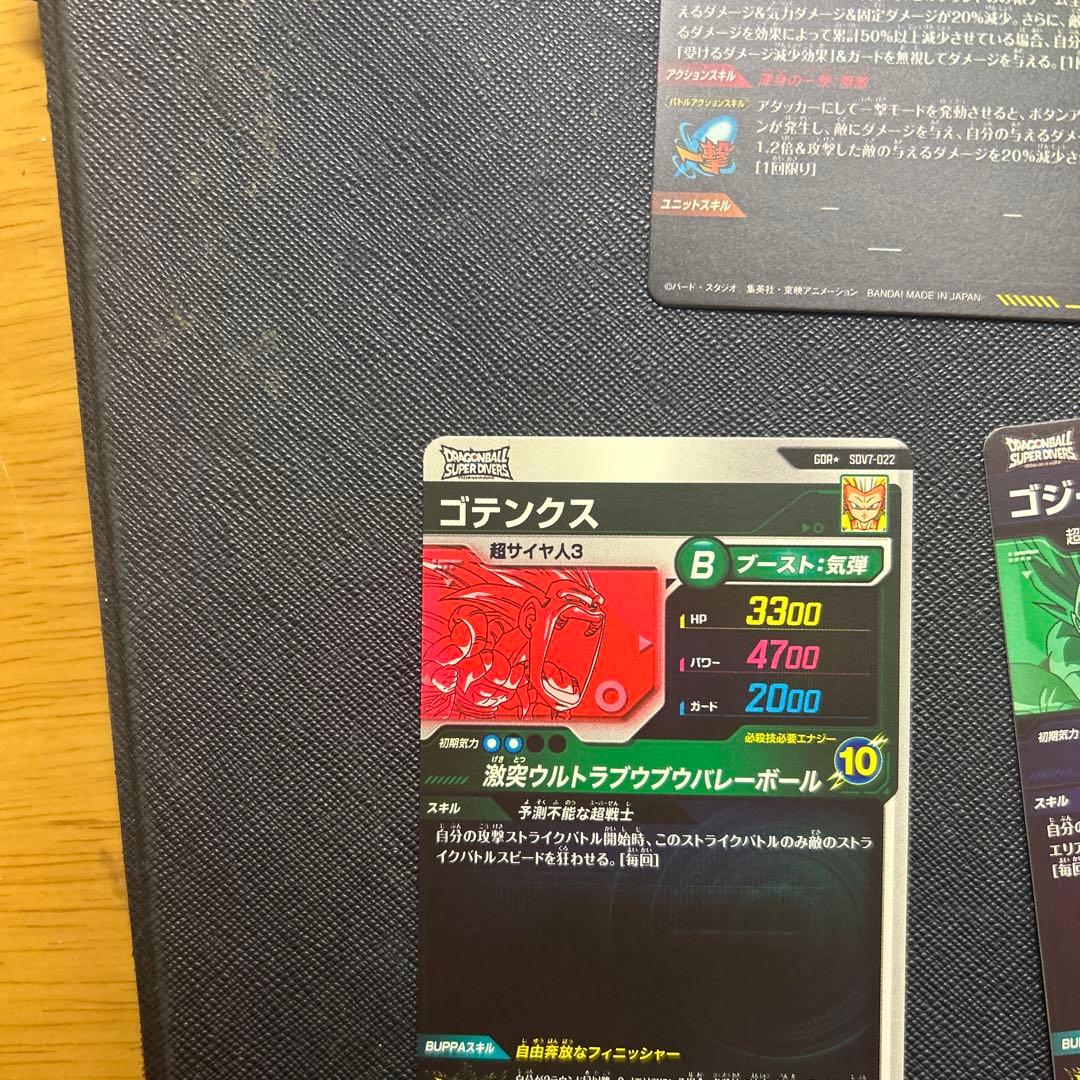 えるダメージ&気力ダメージ&固定ダメージが20%減少。さらに、
るダメージを効果によって累計50%以上減少させている場合、自分
「受けるダメージ減少効果」&ガードを無視してダメージを与える。[1
アクションスキル 渾身の一撃
バトルアクションスキル
アタッカーにして一撃モードを発動させると、ボタンア
ンが発生し、敵にダメージを与え、自分の与えるダメ
1.2倍&攻撃した敵の与えるダメージを20%減少さ
[1回限り]
一撃
ユニットスキル
©バード・スタジオ 集英社・東映アニメーション BANDAI MADE IN JAPAN
DRAGONBALL
SUPER DIVERS
GDR★ SDV7-022
ゴテンクス
超サイヤ人3
B ブースト:気弾
HP 3300
パワー 4700
ガード 2000
初期気力
必殺技必要エナジー
10
激突ウルトラブウブウバレーボール
スキル 予測不能な超戦士
自分の攻撃ストライクバトル開始時、このストライクバトルのみ敵のストラ
イクバトルスピードを狂わせる。[毎回]
BUPPAスキル 自由奔放なフィニッシャー
DRAGONBALL
SUPER DIVERS
ゴジ
超
初期気力
スキル
自分の
エリア
[毎回
BU